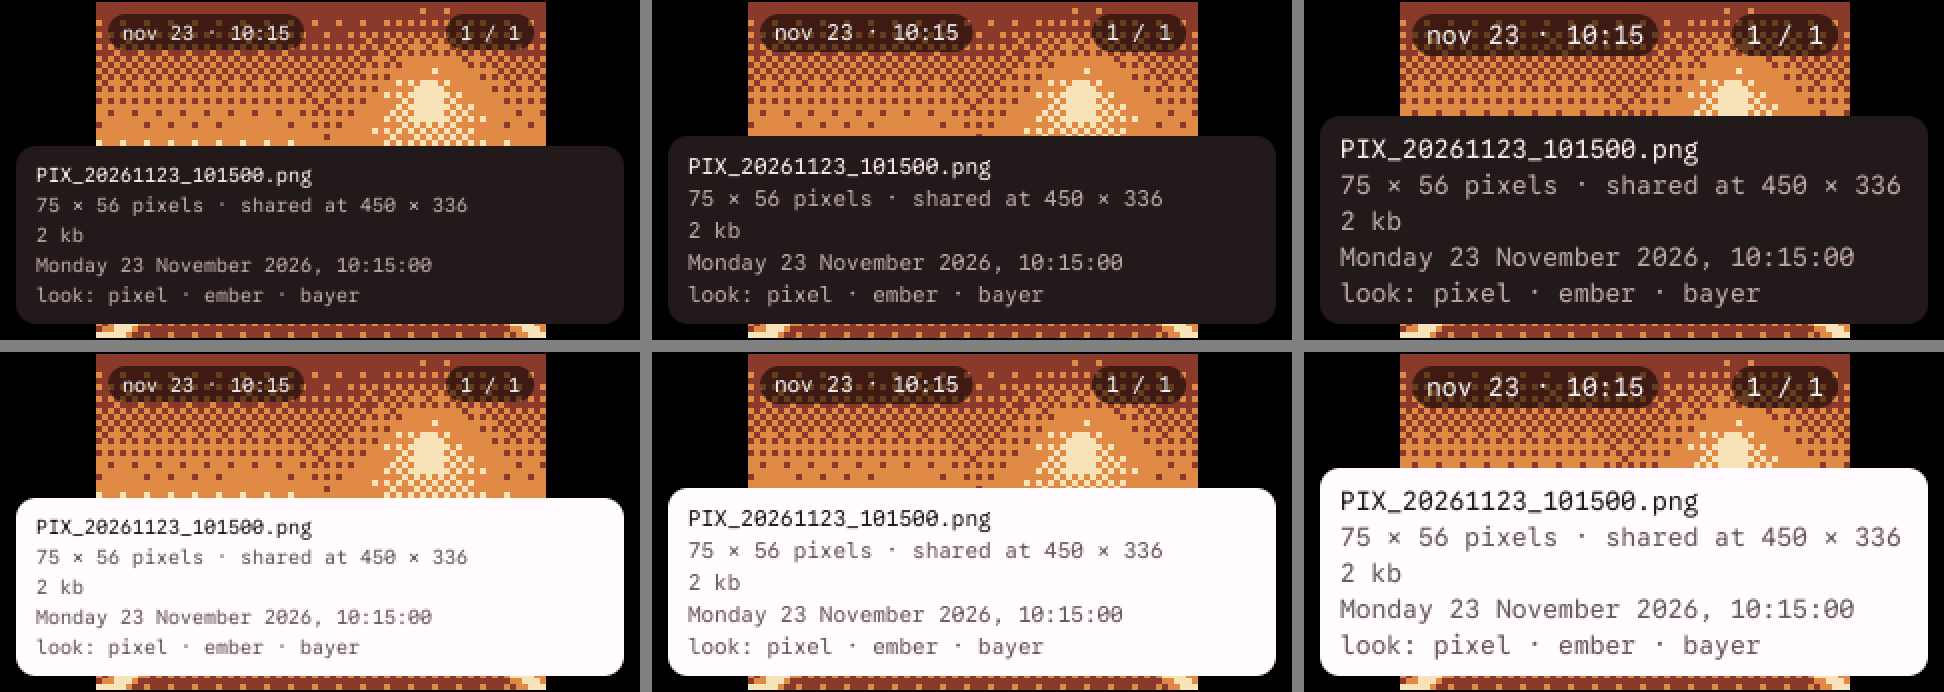 nov 23 · 10:15 1 / 1
PIX_20261123_101500.png
75 × 56 pixels · shared at 450 × 336
2 kb
Monday 23 November 2026, 10:15:00
look: pixel · ember · bayer
nov 23 · 10:15 1 / 1
PIX_20261123_101500.png
75 × 56 pixels · shared at 450 × 336
2 kb
Monday 23 November 2026, 10:15:00
look: pixel · ember · bayer
nov 23 · 10:15 1 / 1
PIX_20261123_101500.png
75 × 56 pixels · shared at 450 × 336
2 kb
Monday 23 November 2026, 10:15:00
look: pixel · ember · bayer
nov 23 · 10:15 1 / 1
PIX_20261123_101500.png
75 × 56 pixels · shared at 450 × 336
2 kb
Monday 23 November 2026, 10:15:00
look: pixel · ember · bayer
nov 23 · 10:15 1 / 1
PIX_20261123_101500.png
75 × 56 pixels · shared at 450 × 336
2 kb
Monday 23 November 2026, 10:15:00
look: pixel · ember · bayer
nov 23 · 10:15 1 / 1
PIX_20261123_101500.png
75 × 56 pixels · shared at 450 × 336
2 kb
Monday 23 November 2026, 10:15:00
look: pixel · ember · bayer